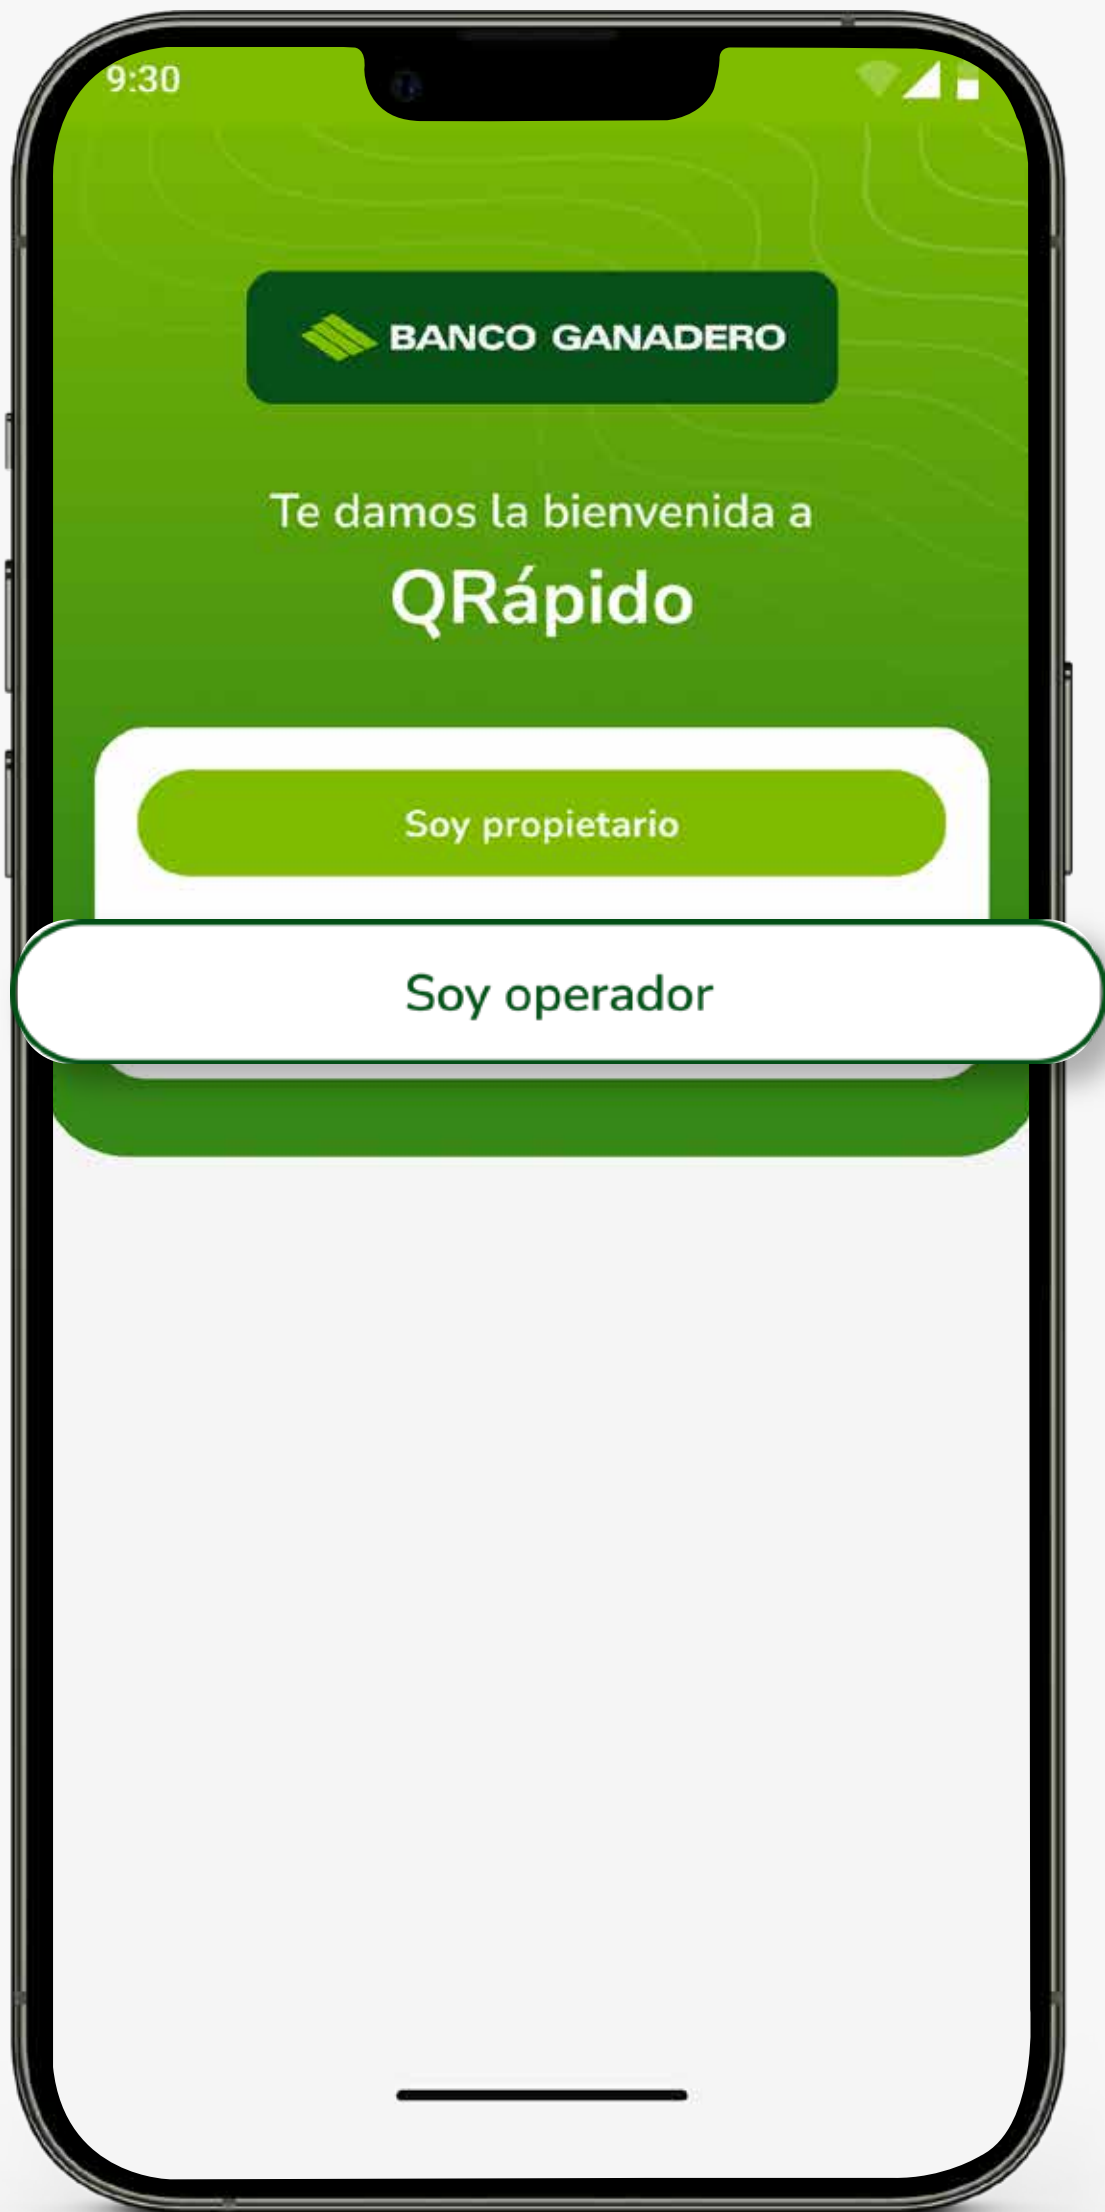 9:30
BANCO GANADERO
Te damos la bienvenida a
QRápido
Soy propietario
Soy operador